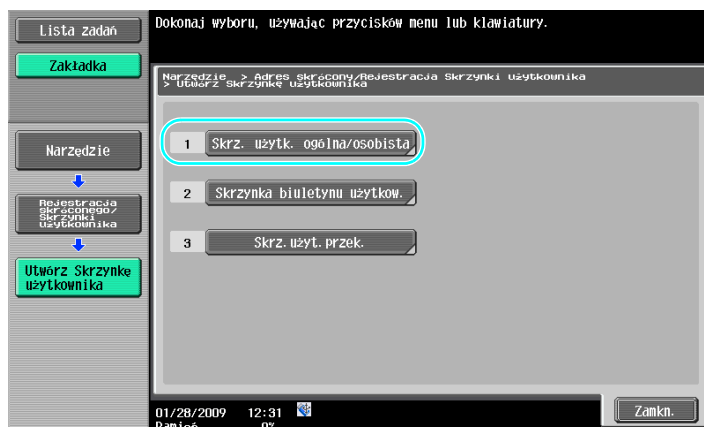 Lista zadań
Zakładka
Dokonaj wyboru, używając przycisków menu lub klawiatury.
Narzędzie > Adres skrócony/Rejestracja Skrzynki użytkownika
> Utwórz Skrzynkę użytkownika
Narzędzie
Rejestracja
skróconego/
Skrzynki
użytkownika
Utwórz Skrzynkę
użytkownika
1 Skrz. użytk. ogólna/osobista
2 Skrzynka biuletynu użytkow.
3 Skrz.użyt.przek.
01/28/2009 12:31
Pamięć 0%
Zamkn.